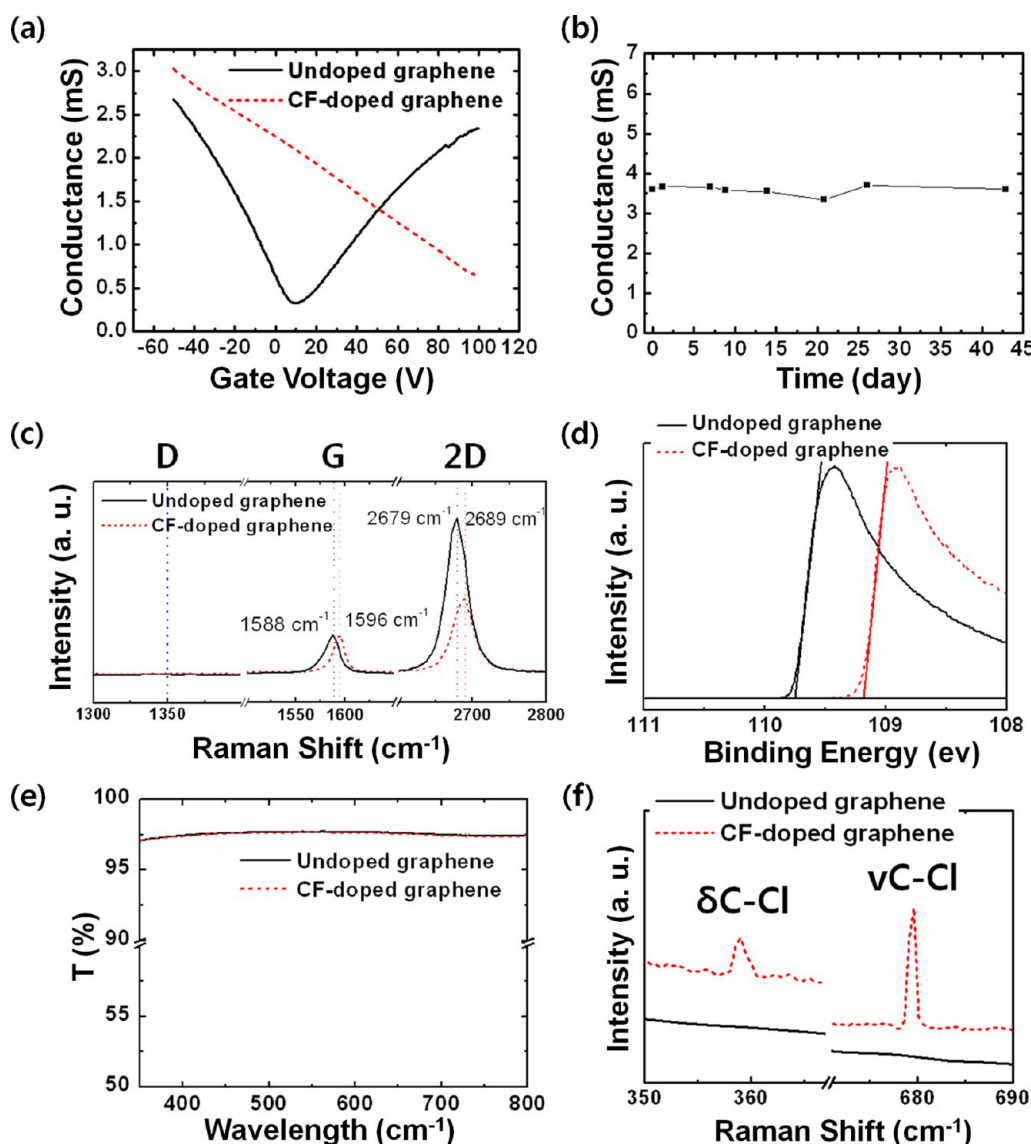 (a)
Conductance (mS)
3.0
2.5
2.0
1.5
1.0
0.5
0.0
Undoped graphene
CF-doped graphene
-60 -40 -20 0 20 40 60 80 100 120
Gate Voltage (V)
(b)
Conductance (mS)
7
6
5
4
3
2
1
0
0 5 10 15 20 25 30 35 40 45
Time (day)
(c)
D G 2D
Intensity (a. u.)
Undoped graphene
CF-doped graphene
2679 cm⁻¹ 2689 cm⁻¹
1588 cm⁻¹ 1596 cm⁻¹
1300 1350 1550 1600 2700 2800
Raman Shift (cm⁻¹)
(d)
Undoped graphene
CF-doped graphene
Intensity (a. u.)
111 110 109 108
Binding Energy (ev)
(e)
T (%)
100
95
90
55
50
Undoped graphene
CF-doped graphene
400 500 600 700 800
Wavelength (cm⁻¹)
(f)
Undoped graphene
CF-doped graphene
Intensity (a. u.)
δC-Cl
νC-Cl
350 360 680 690
Raman Shift (cm⁻¹)